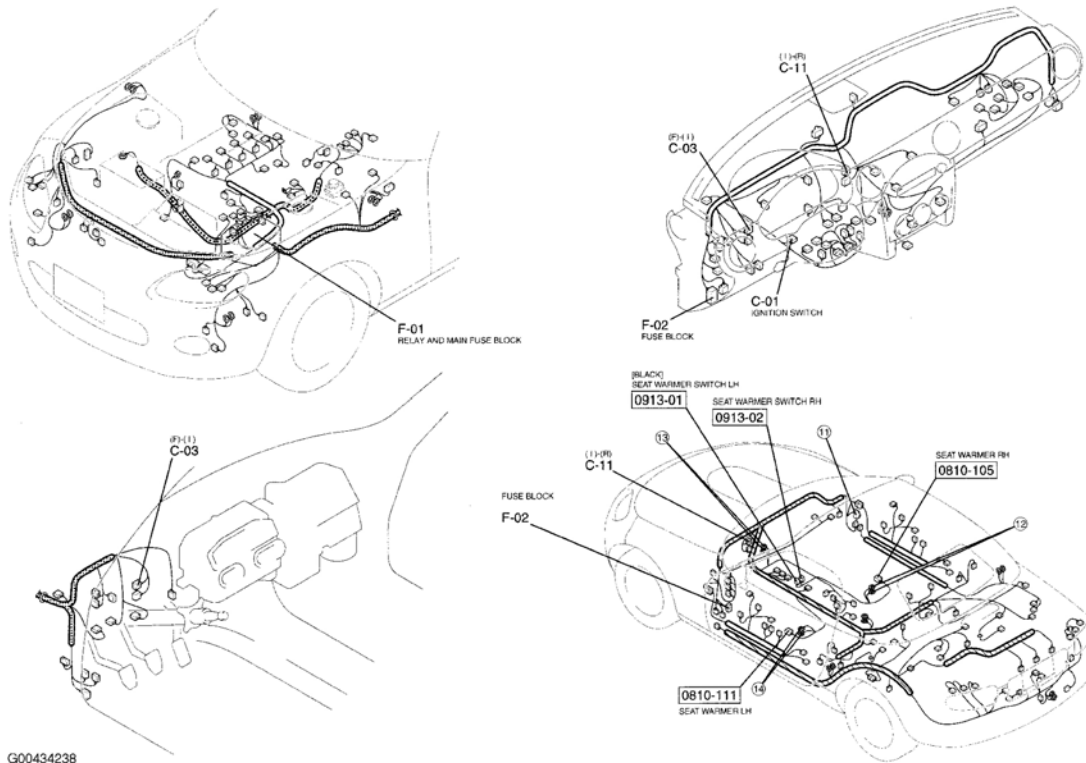 F-01
RELAY AND MAIN FUSE BLOCK
(I)-(R)
C-11
(F)-(I)
C-03
C-01
IGNITION SWITCH
F-02
FUSE BLOCK
(F)-(I)
C-03
[BLACK]
SEAT WARMER SWITCH LH
0913-01
SEAT WARMER SWITCH RH
0913-02
13
11
(I)-(R)
C-11
SEAT WARMER RH
0810-105
FUSE BLOCK
F-02
12
0810-111
14
SEAT WARMER LH
G00434238